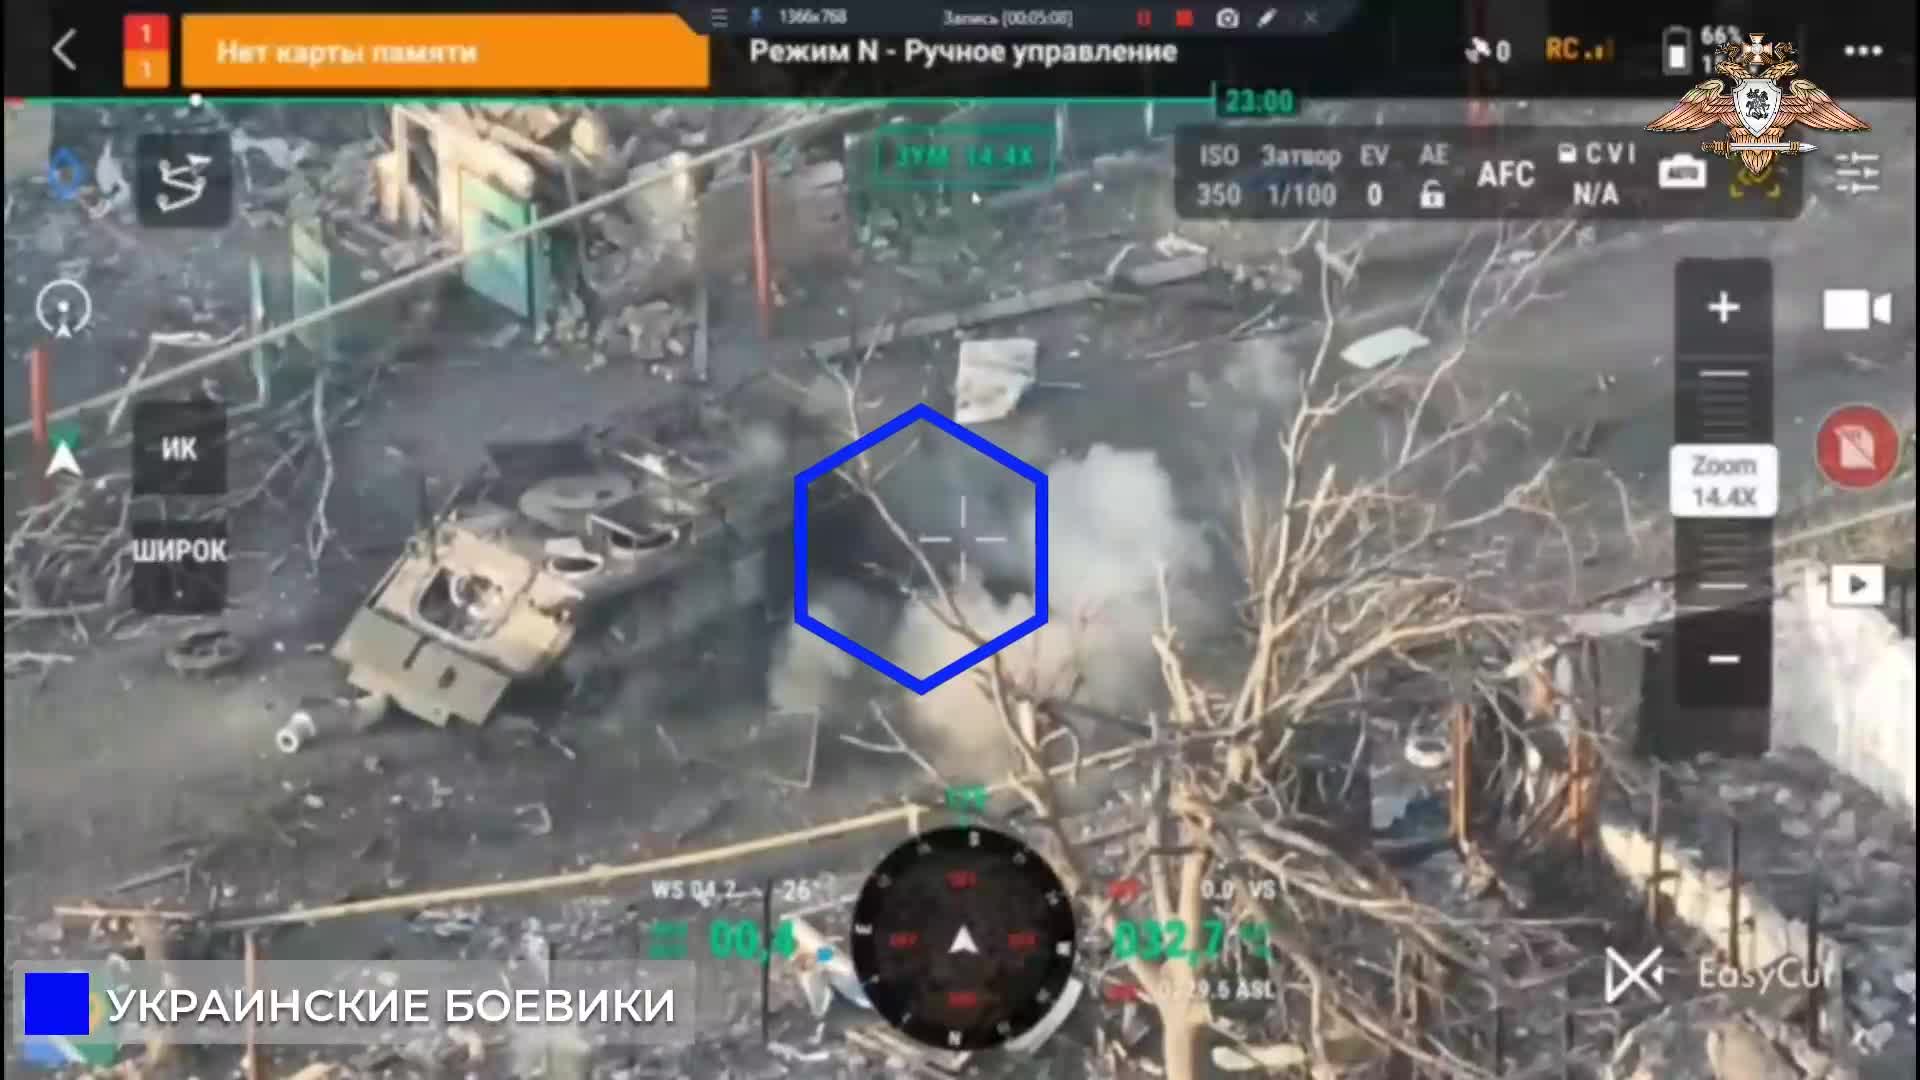 1366x768
Запись [00:05:08]
1
1
Нет карты памяти
Режим N - Ручное управление
0
RC
66%
23:00
ЗУМ 14.4X
ISO
350
Затвор
1/100
EV
0
AE
AFC
CVI
N/A
ИК
ШИРОК
Zoom
14.4X
WS 04.2
-26°
0.0 VS
00,4
032,7
ASL
N
УКРАИНСКИЕ БОЕВИКИ
EasyCut